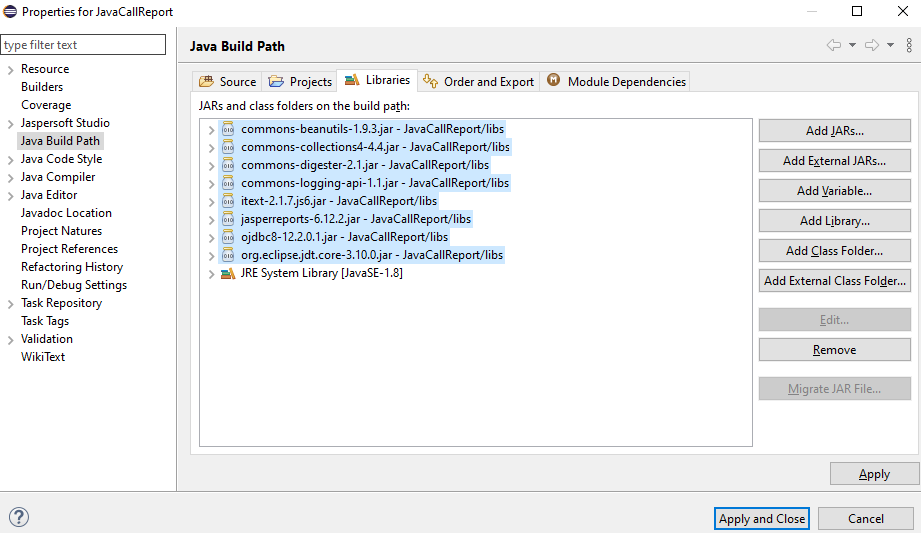 Properties for JavaCallReport
type filter text
Resource
Builders
Coverage
Jaspersoft Studio
Java Build Path
Java Code Style
Java Compiler
Java Editor
Javadoc Location
Project Natures
Project References
Refactoring History
Run/Debug Settings
Task Repository
Task Tags
Validation
WikiText
Java Build Path
Source
Projects
Libraries
Order and Export
Module Dependencies
JARs and class folders on the build path:
commons-beanutils-1.9.3.jar - JavaCallReport/libs
commons-collections4-4.4.jar - JavaCallReport/libs
commons-digester-2.1.jar - JavaCallReport/libs
commons-logging-api-1.1.jar - JavaCallReport/libs
itext-2.1.7.js6.jar - JavaCallReport/libs
jasperreports-6.12.2.jar - JavaCallReport/libs
ojdbc8-12.2.0.1.jar - JavaCallReport/libs
org.eclipse.jdt.core-3.10.0.jar - JavaCallReport/libs
JRE System Library [JavaSE-1.8]
Add JARs...
Add External JARs...
Add Variable...
Add Library...
Add Class Folder...
Add External Class Folder...
Edit...
Remove
Migrate JAR File...
Apply
Apply and Close
Cancel